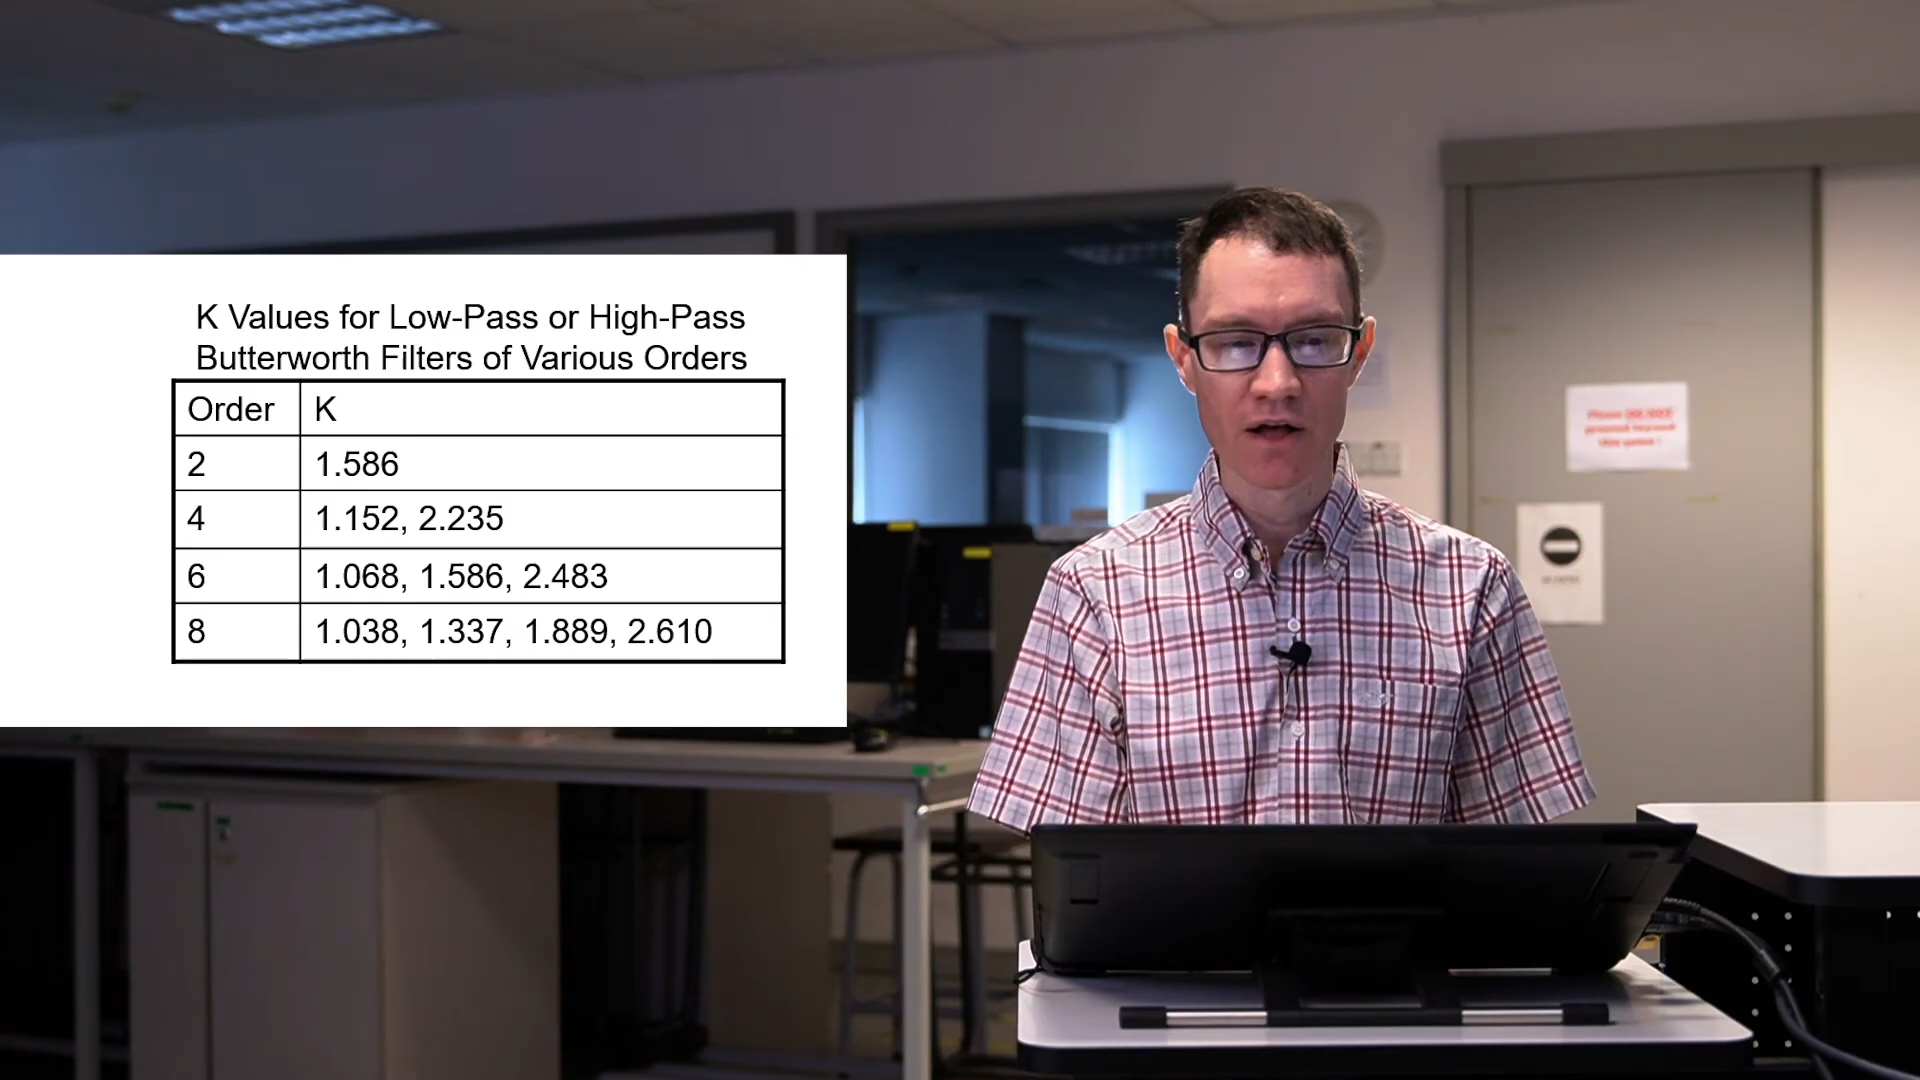 K Values for Low-Pass or High-Pass
Butterworth Filters of Various Orders
Order K
2 1.586
4 1.152, 2.235
6 1.068, 1.586, 2.483
8 1.038, 1.337, 1.889, 2.610